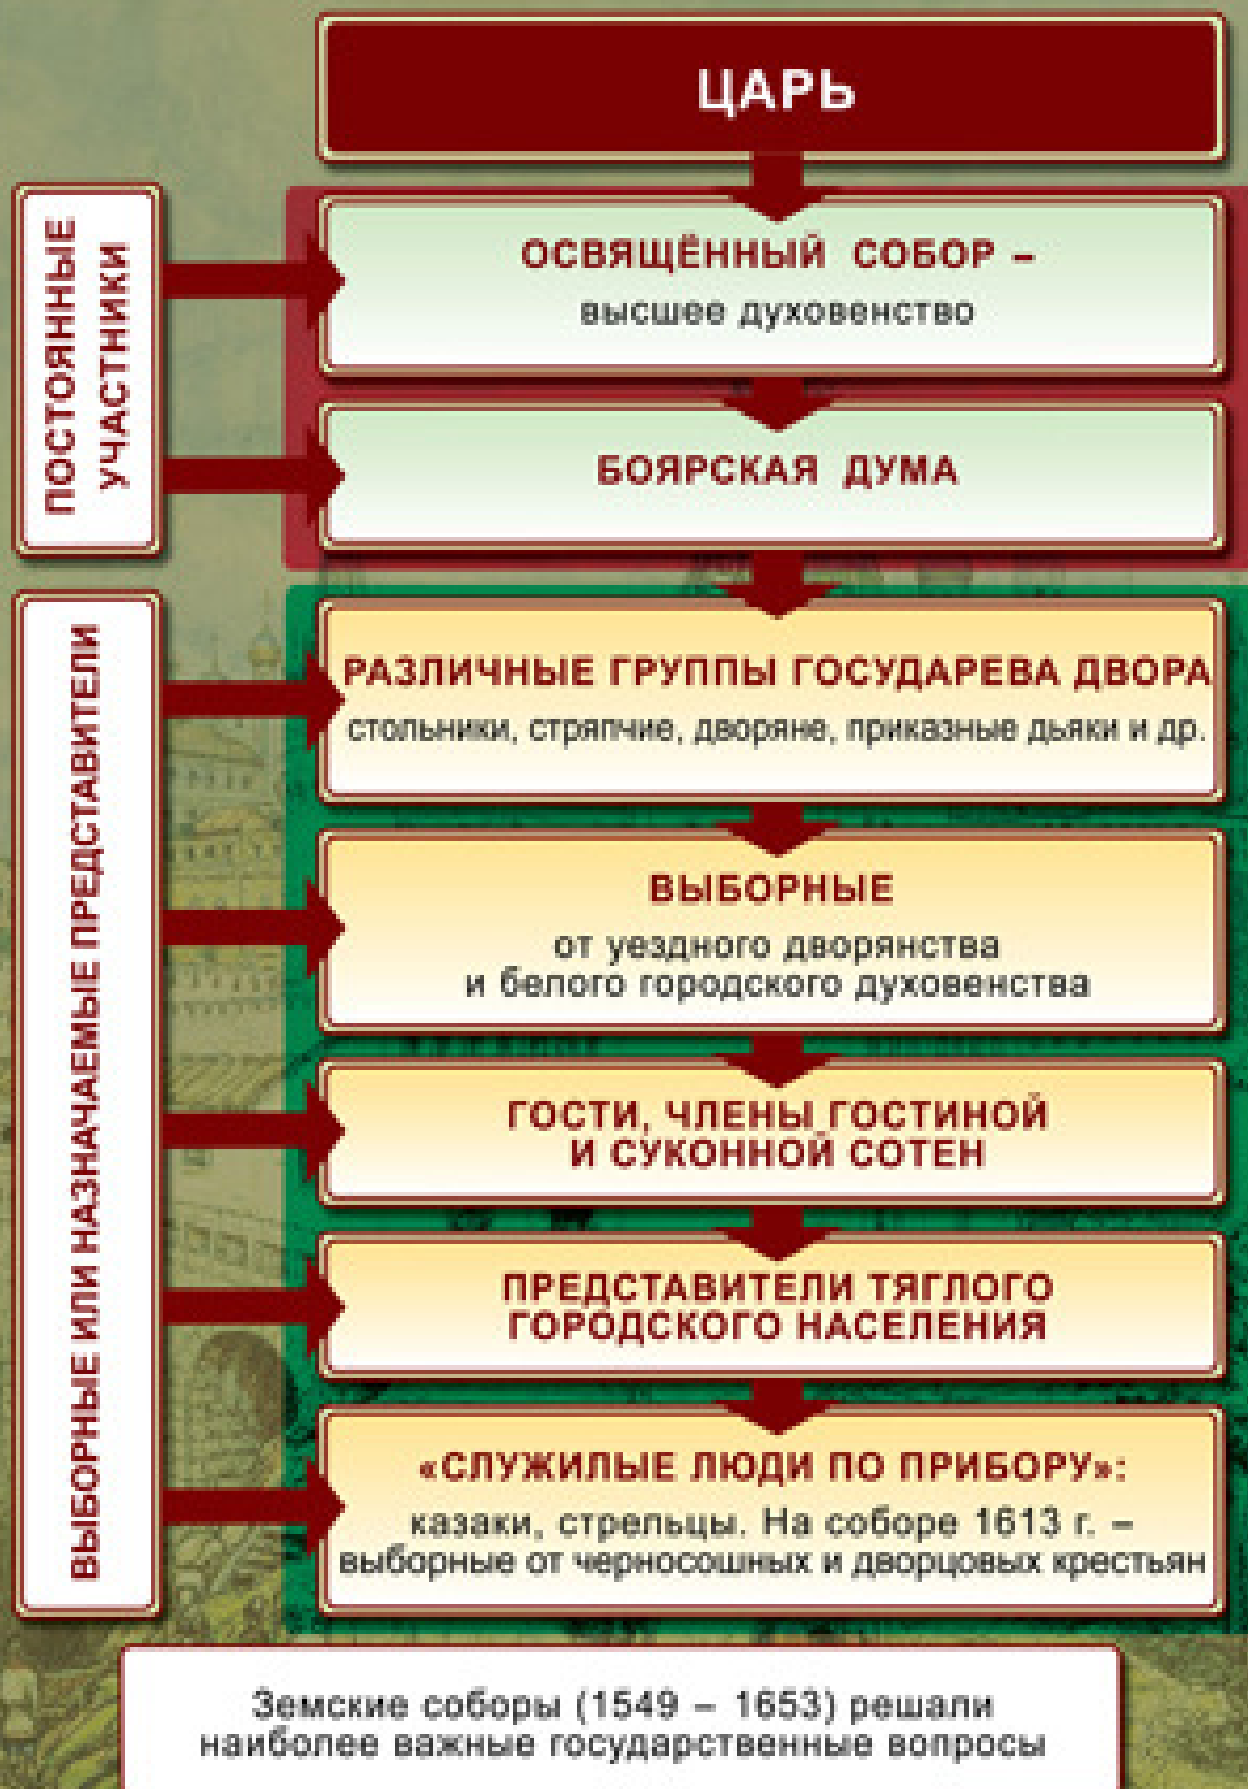 ЦАРЬ
ПОСТОЯННЫЕ
УЧАСТНИКИ
ОСВЯЩЁННЫЙ СОБОР –
высшее духовенство
БОЯРСКАЯ ДУМА
ВЫБОРНЫЕ ИЛИ НАЗНАЧАЕМЫЕ ПРЕДСТАВИТЕЛИ
РАЗЛИЧНЫЕ ГРУППЫ ГОСУДАРЕВА ДВОРА
стольники, стряпчие, дворяне, приказные дьяки и др.
ВЫБОРНЫЕ
от уездного дворянства
и белого городского духовенства
ГОСТИ, ЧЛЕНЫ ГОСТИНОЙ
И СУКОННОЙ СОТЕН
ПРЕДСТАВИТЕЛИ ТЯГЛОГО
ГОРОДСКОГО НАСЕЛЕНИЯ
«СЛУЖИЛЫЕ ЛЮДИ ПО ПРИБОРУ»:
казаки, стрельцы. На соборе 1613 г. –
выборные от черносошных и дворцовых крестьян
Земские соборы (1549 – 1653) решали
наиболее важные государственные вопросы